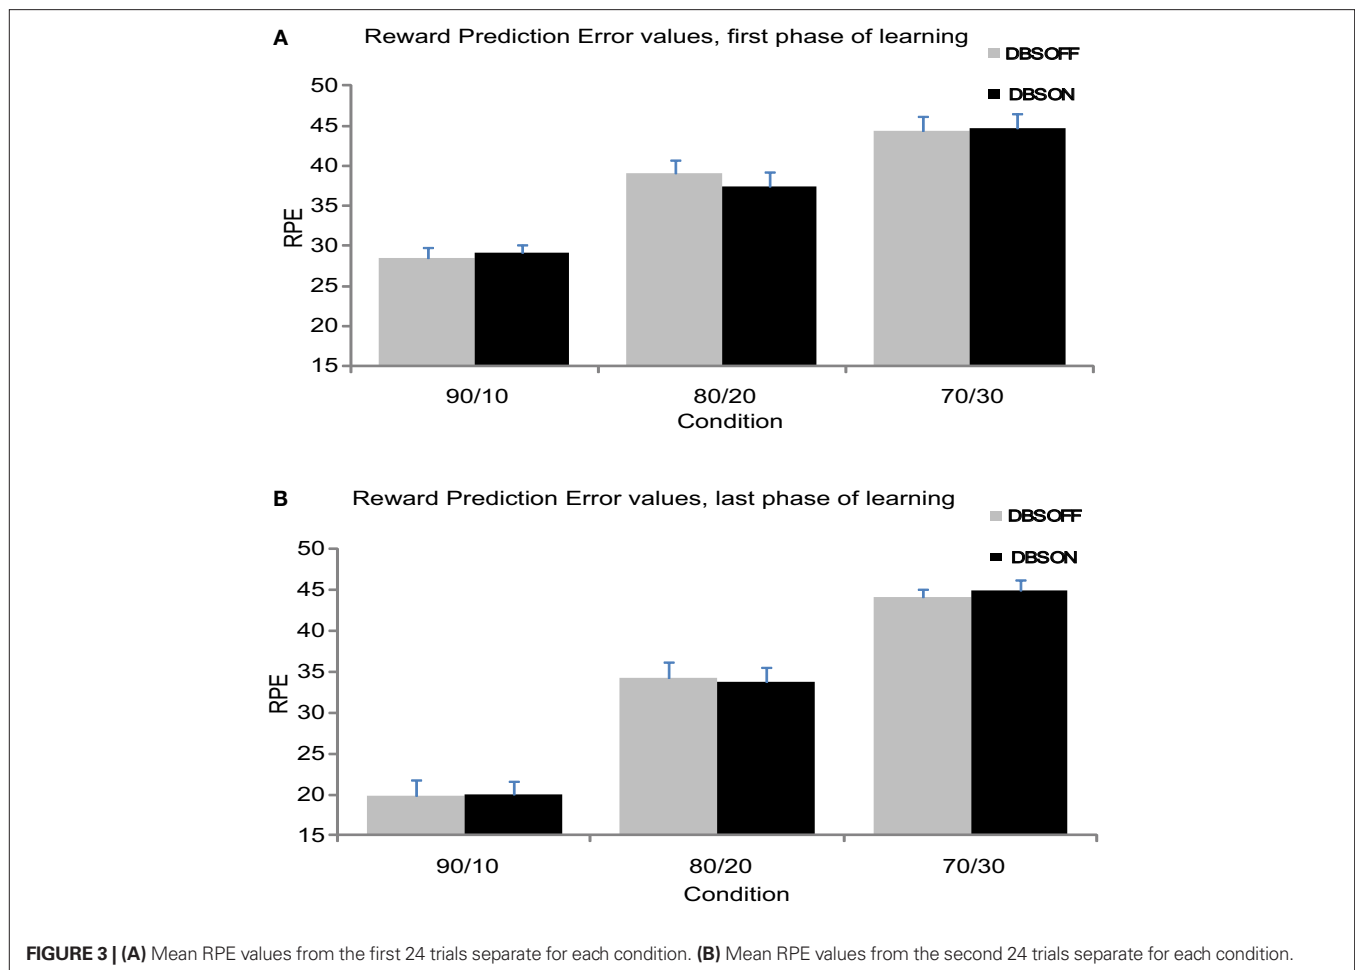 A Reward Prediction Error values, first phase of learning
DBSOFF
DBSON
50
45
40
35
30
25
20
15
RPE
90/10 80/20 70/30
Condition
B Reward Prediction Error values, last phase of learning
DBSOFF
DBSON
50
45
40
35
30
25
20
15
RPE
90/10 80/20 70/30
Condition
FIGURE 3 | (A) Mean RPE values from the first 24 trials separate for each condition. (B) Mean RPE values from the second 24 trials separate for each condition.